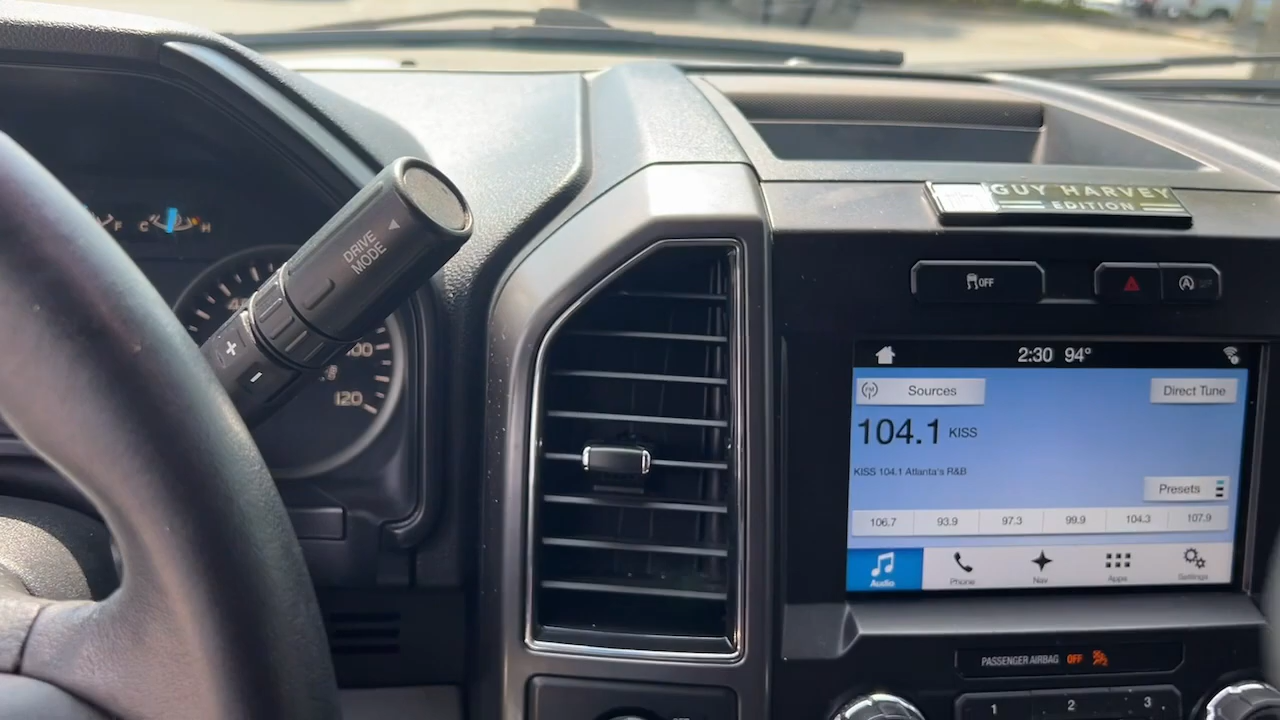 F C H
DRIVE
MODE
+
-
120
GUY HARVEY
EDITION
OFF
A
2:30 94°
FM
Sources
Direct Tune
104.1 KISS
KISS 104.1 Atlanta's R&B
Presets
106.7 93.9 97.3 99.9 104.3 107.9
Audio Phone Nav Apps Settings
PASSENGER AIRBAG OFF
1 2 3